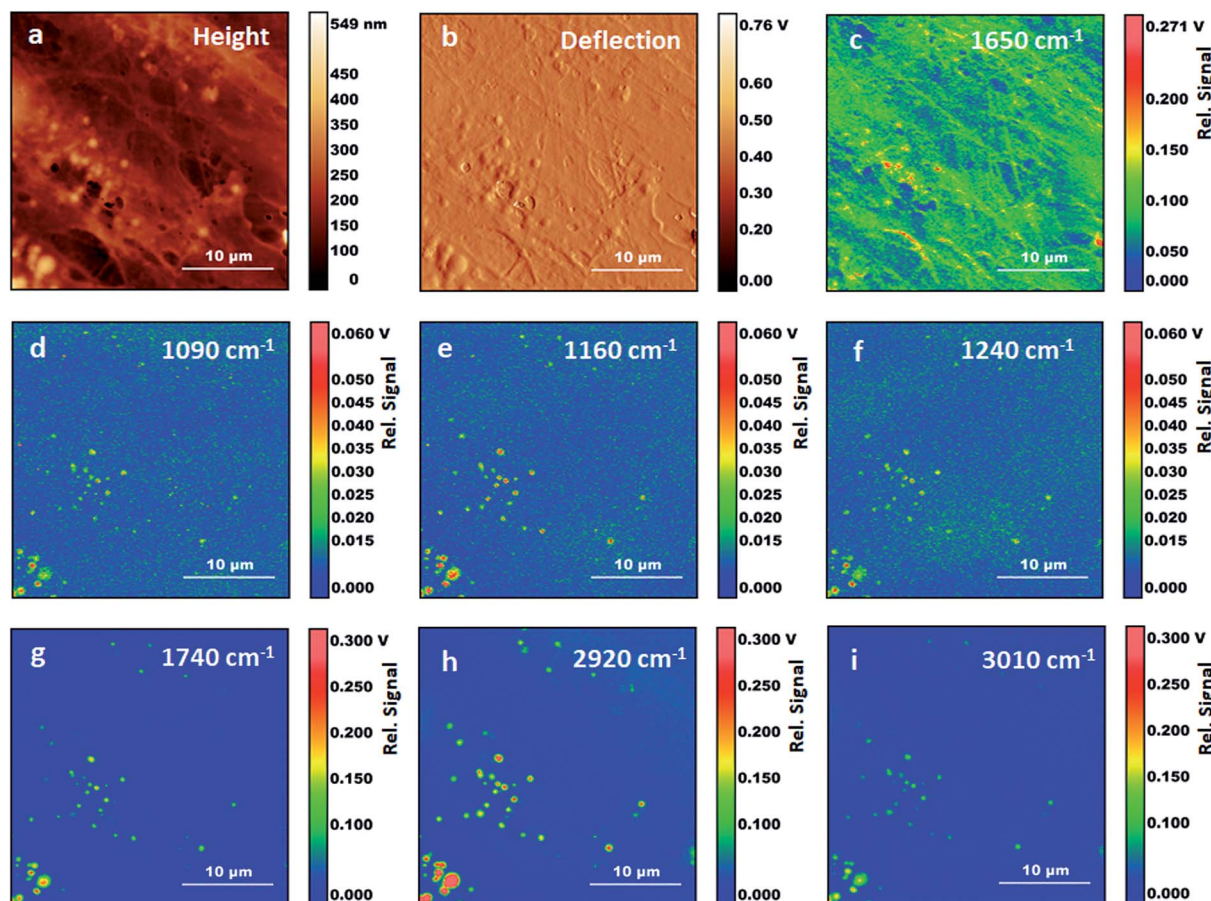 a Height
549 nm
450
400
350
300
250
200
150
100
0
10 µm
b Deflection
0.76 V
0.60
0.50
0.40
0.30
0.20
0.00
10 µm
c 1650 cm⁻¹
0.271 V
0.200
0.150
0.100
0.050
0.000
Rel. Signal
10 µm
d 1090 cm⁻¹
0.060 V
0.050
0.045
0.040
0.035
0.030
0.025
0.020
0.015
0.000
Rel. Signal
10 µm
e 1160 cm⁻¹
0.060 V
0.050
0.045
0.040
0.035
0.030
0.025
0.020
0.015
0.000
Rel. Signal
10 µm
f 1240 cm⁻¹
0.060 V
0.050
0.045
0.040
0.035
0.030
0.025
0.020
0.015
0.000
Rel. Signal
10 µm
g 1740 cm⁻¹
0.300 V
0.250
0.200
0.150
0.100
0.000
Rel. Signal
10 µm
h 2920 cm⁻¹
0.300 V
0.250
0.200
0.150
0.100
0.000
Rel. Signal
10 µm
i 3010 cm⁻¹
0.300 V
0.250
0.200
0.150
0.100
0.000
Rel. Signal
10 µm